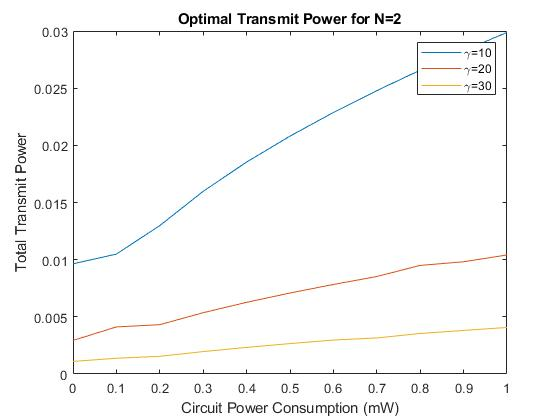 Optimal Transmit Power for N=2
0.03
0.025
0.02
0.015
0.01
0.005
0
Total Transmit Power
γ=10
γ=20
γ=30
0 0.1 0.2 0.3 0.4 0.5 0.6 0.7 0.8 0.9 1
Circuit Power Consumption (mW)